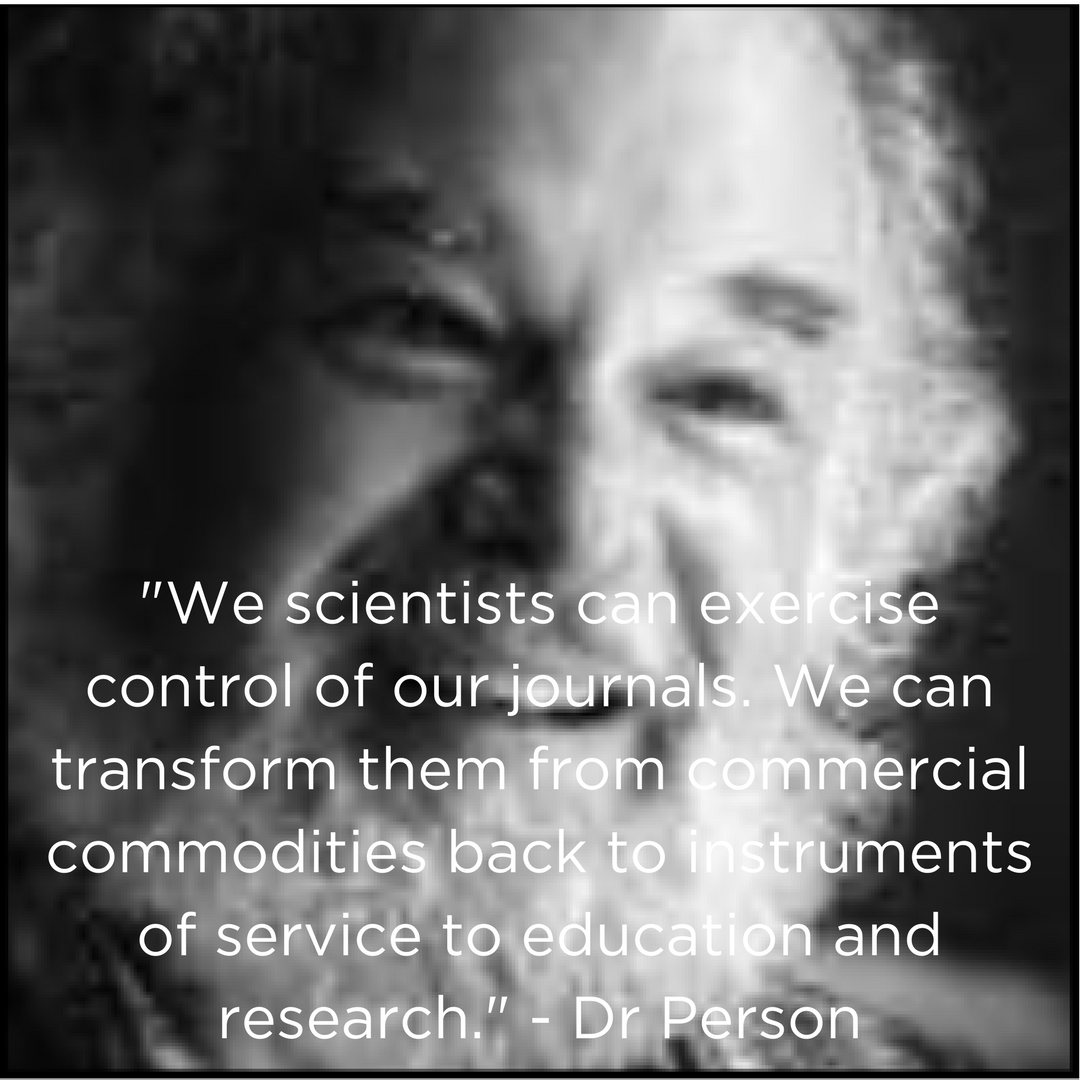 "We scientists can exercise
control of our journals. We can
transform them from commercial
commodities back to instruments
of service to education and
research." - Dr Person